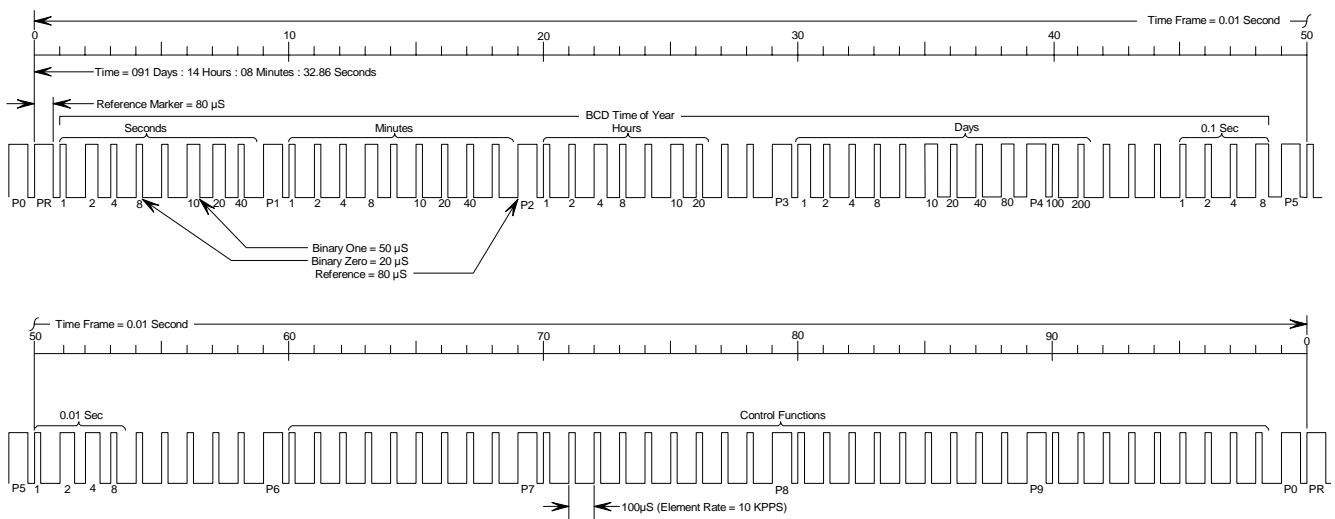 Time Frame = 0.01 Second
0 10 20 30 40 50
Time = 091 Days : 14 Hours : 08 Minutes : 32.86 Seconds
Reference Marker = 80 µS
BCD Time of Year
Seconds Minutes Hours Days 0.1 Sec
P0 PR 1 2 4 8 10 20 40 P1 1 2 4 8 10 20 40 P2 1 2 4 8 10 20 P3 1 2 4 8 10 20 40 80 P4 100 200 1 2 4 8 P5
Binary One = 50 µS
Binary Zero = 20 µS
Reference = 80 µS
Time Frame = 0.01 Second
50 60 70 80 90 0
0.01 Sec Control Functions
P5 1 2 4 8 P6 P7 P8 P9 P0 PR
100µS (Element Rate = 10 KPPS)